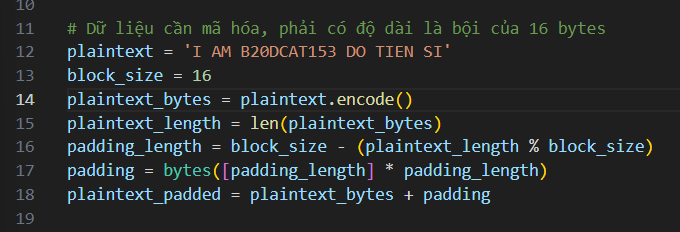 10
11 # Dữ liệu cần mã hóa, phải có độ dài là bội của 16 bytes
12 plaintext = 'I AM B20DCAT153 DO TIEN SI'
13 block_size = 16
14 plaintext_bytes = plaintext.encode()
15 plaintext_length = len(plaintext_bytes)
16 padding_length = block_size - (plaintext_length % block_size)
17 padding = bytes([padding_length] * padding_length)
18 plaintext_padded = plaintext_bytes + padding
19